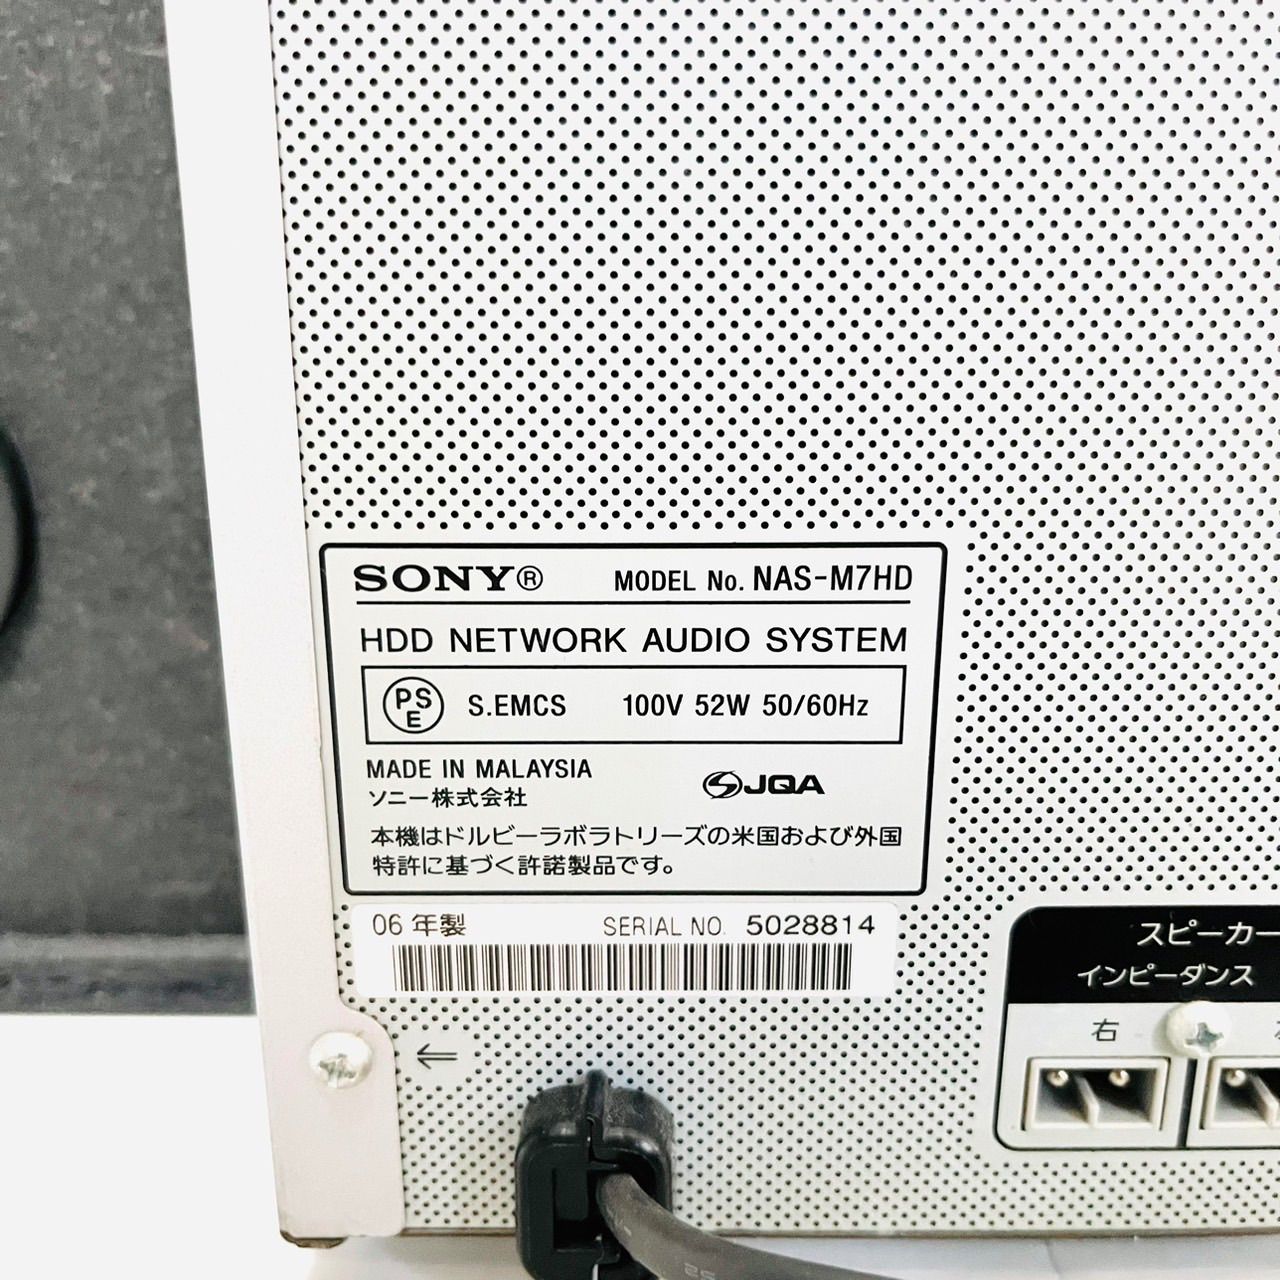 SONY® MODEL No. NAS-M7HD
HDD NETWORK AUDIO SYSTEM
PSE S.EMCS 100V 52W 50/60Hz
MADE IN MALAYSIA
ソニー株式会社
JQA
本機はドルビーラボラトリーズの米国および外国
特許に基づく許諾製品です。
06年製 SERIAL NO. 5028814
スピーカー
インピーダンス
右